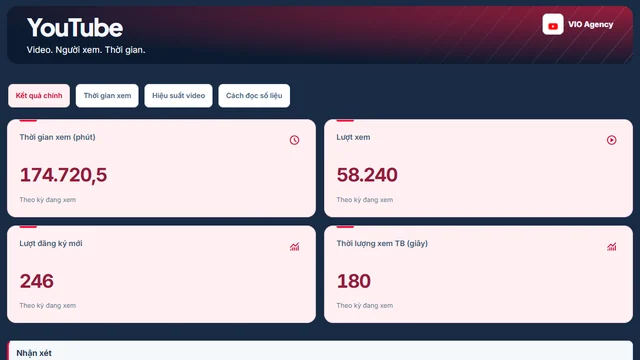 YouTube
Video. Người xem. Thời gian.
VIO Agency
Kết quả chính
Thời gian xem
Hiệu suất video
Cách đọc số liệu
Thời gian xem (phút)
174.720,5
Theo kỳ đang xem
Lượt xem
58.240
Theo kỳ đang xem
Lượt đăng ký mới
246
Theo kỳ đang xem
Thời lượng xem TB (giây)
180
Theo kỳ đang xem
Nhận xét